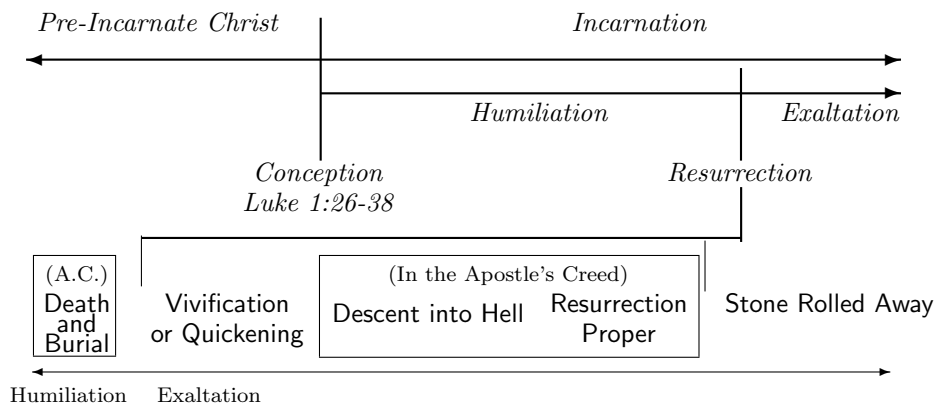 Pre-Incarnate Christ
Incarnation
Humiliation
Exaltation
Conception
Luke 1:26-38
Resurrection
(A.C.)
Death
and
Burial
Vivification
or Quickening
(In the Apostle's Creed)
Descent into Hell
Resurrection
Proper
Stone Rolled Away
Humiliation
Exaltation